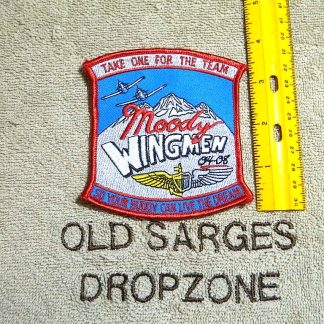 TAKE ONE FOR THE TEAM
Moody
WINGMEN
04-08
SO YOUR BUDDY CAN LIVE THE DREAM
OLD SARGES
DROPZONE